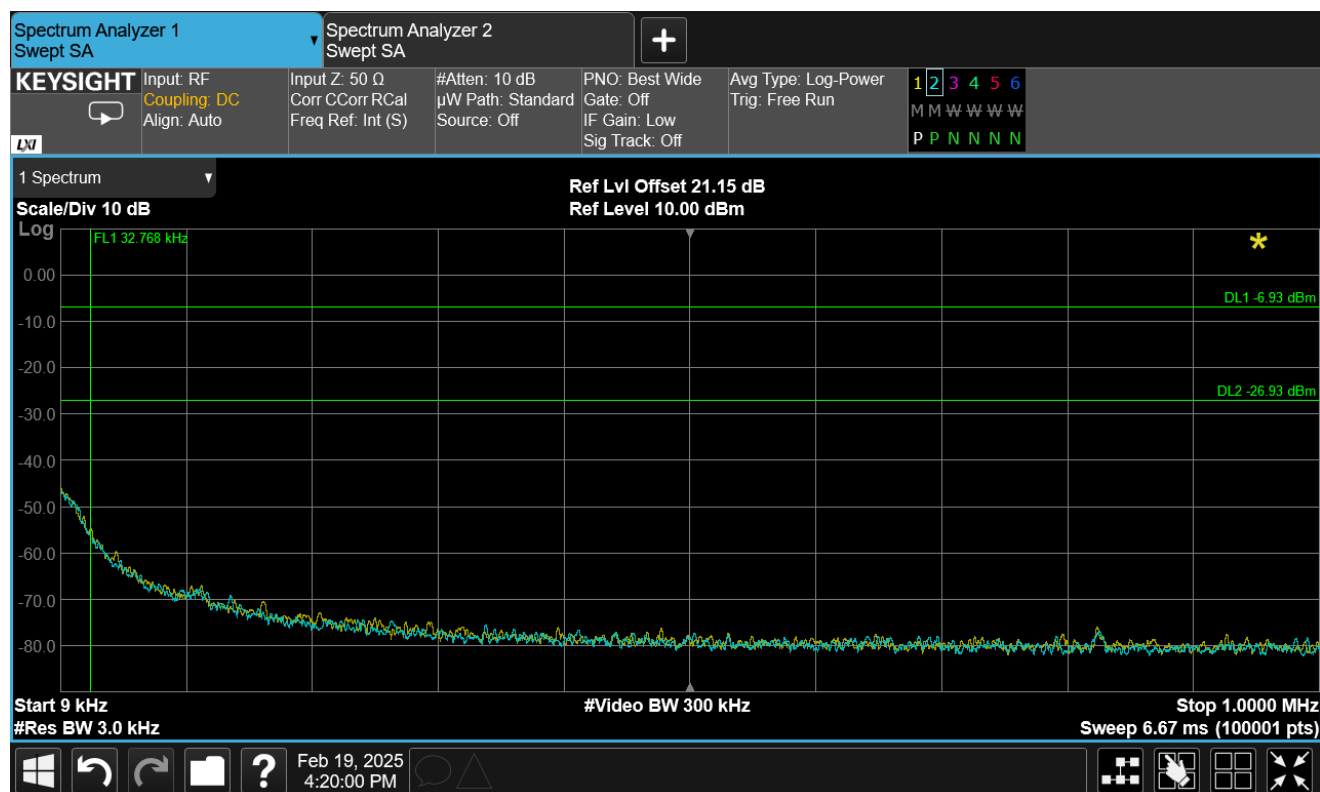 Spectrum Analyzer 1
Swept SA
Spectrum Analyzer 2
Swept SA
KEYSIGHT
LXI
Input: RF
Coupling: DC
Align: Auto
Input Z: 50 Ω
Corr CCorr RCal
Freq Ref: Int (S)
#Atten: 10 dB
µW Path: Standard
Source: Off
PNO: Best Wide
Gate: Off
IF Gain: Low
Sig Track: Off
Avg Type: Log-Power
Trig: Free Run
1 2 3 4 5 6
M M W W W W
P P N N N N
1 Spectrum
Scale/Div 10 dB
Ref Lvl Offset 21.15 dB
Ref Level 10.00 dBm
Log
FL1 32.768 kHz
*
0.00
DL1 -6.93 dBm
-10.0
-20.0
DL2 -26.93 dBm
-30.0
-40.0
-50.0
-60.0
-70.0
-80.0
Start 9 kHz
#Video BW 300 kHz
Stop 1.0000 MHz
#Res BW 3.0 kHz
Sweep 6.67 ms (100001 pts)
?
Feb 19, 2025
4:20:00 PM